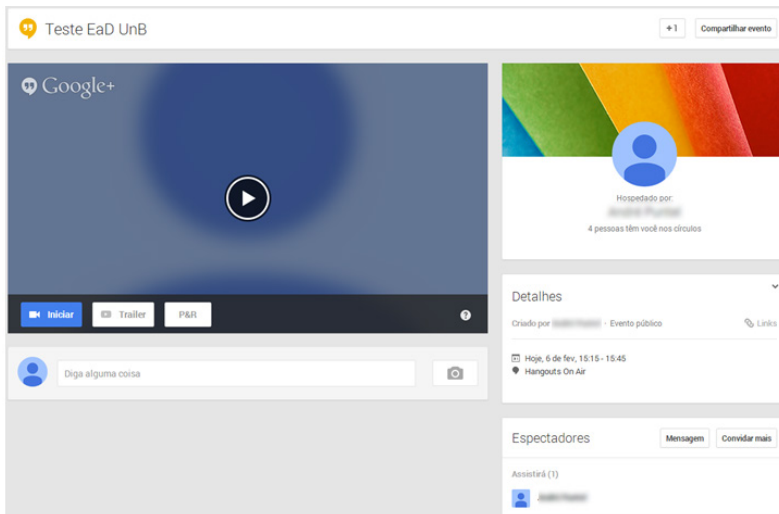 Teste EaD UnB
+1
Compartilhar evento
Google+
Iniciar
Trailer
P&R
Diga alguma coisa
Hospedado por:
4 pessoas têm você nos círculos
Detalhes
Criado por
- Evento público
Links
Hoje, 6 de fev, 15:15 - 15:45
Hangouts On Air
Espectadores
Mensagem
Convidar mais
Assistirá (1)